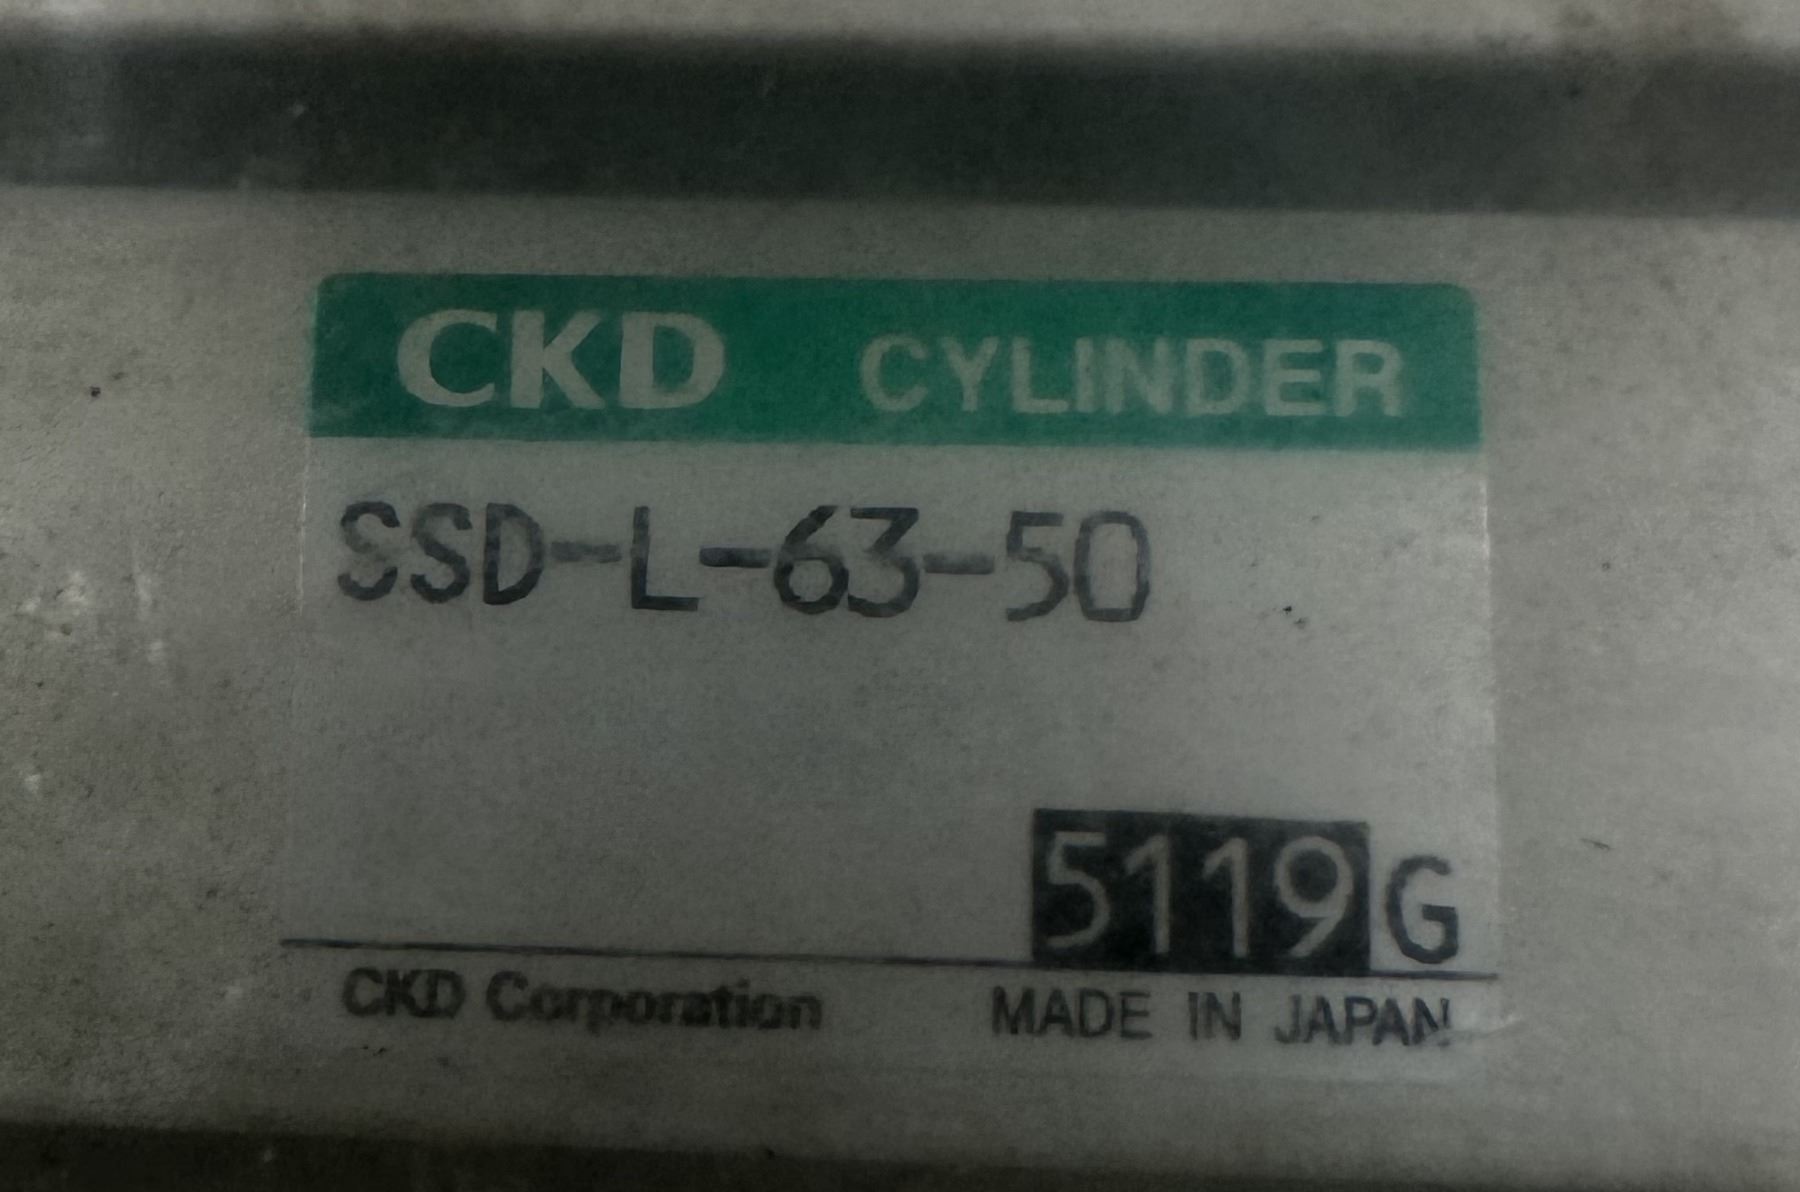 CKD CYLINDER
SSD-L-63-50
5119G
CKD Corporation MADE IN JAPAN